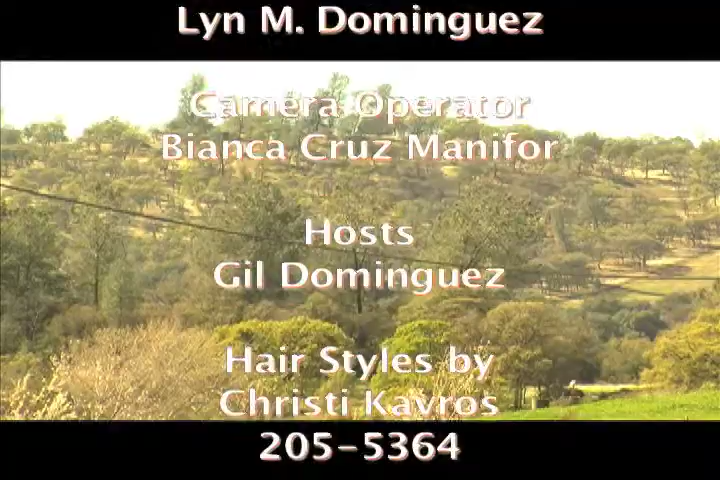 Lyn M. Dominguez
Camera Operator
Bianca Cruz Manifor
Hosts
Gil Dominguez
Hair Styles by
Christi Kavros
205-5364